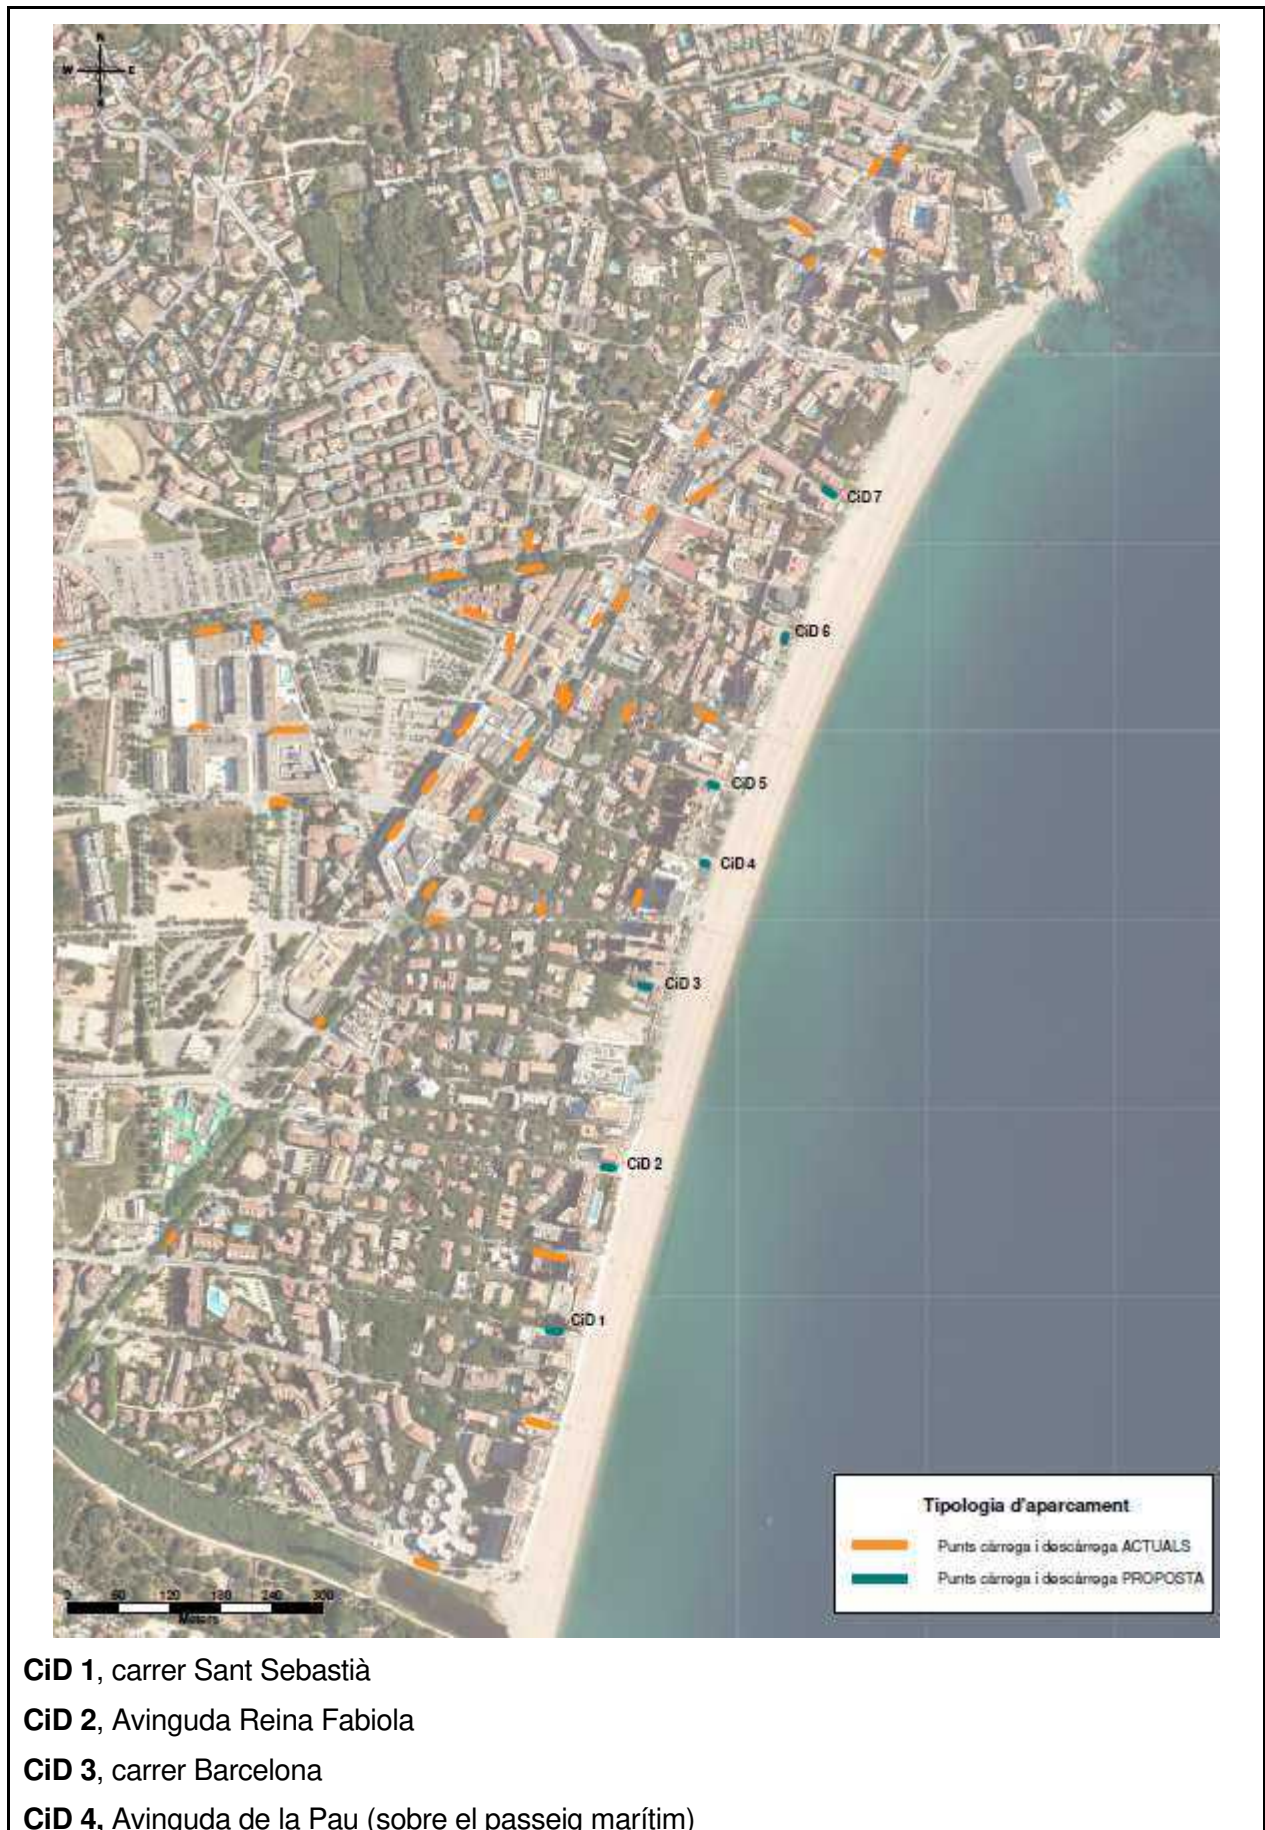 N
W E
S
CiD 7
CiD 6
CiD 5
CiD 4
CiD 3
CiD 2
CiD 1
Tipologia d'aparcament
Punts càrrega i descàrrega ACTUALS
Punts càrrega i descàrrega PROPOSTA
0 60 120 180 240 300
Meters
CiD 1, carrer Sant Sebastià
CiD 2, Avinguda Reina Fabiola
CiD 3, carrer Barcelona
CiD 4, Avinguda de la Pau (sobre el passeig marítim)